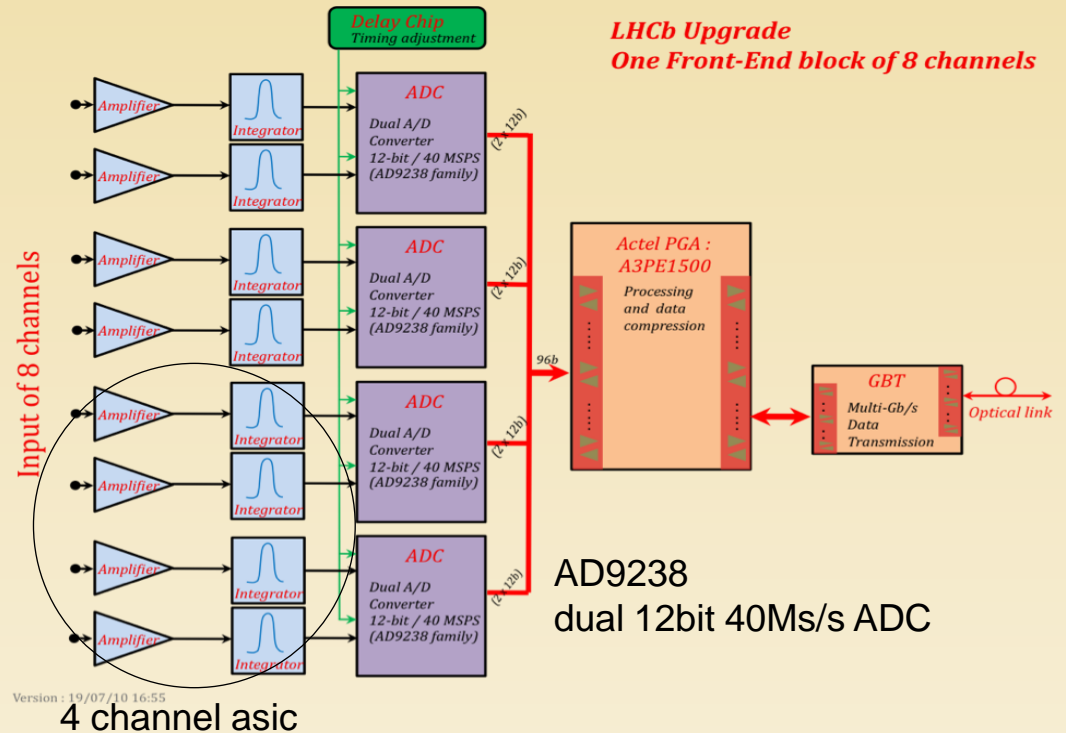 Delay Chip
Timing adjustment
LHCb Upgrade
One Front-End block of 8 channels
Input of 8 channels
Amplifier
Integrator
Amplifier
Integrator
ADC
Dual A/D
Converter
12-bit / 40 MSPS
(AD9238 family)
(2 x 12b)
Amplifier
Integrator
Amplifier
Integrator
ADC
Dual A/D
Converter
12-bit / 40 MSPS
(AD9238 family)
(2 x 12b)
Amplifier
Integrator
Amplifier
Integrator
ADC
Dual A/D
Converter
12-bit / 40 MSPS
(AD9238 family)
(2 x 12b)
Amplifier
Integrator
Amplifier
Integrator
ADC
Dual A/D
Converter
12-bit / 40 MSPS
(AD9238 family)
(2 x 12b)
96b
Actel PGA :
A3PE1500
Processing
and data
compression
GBT
Multi-Gb/s
Data
Transmission
Optical link
AD9238
dual 12bit 40Ms/s ADC
Version : 19/07/10 16:55
4 channel asic